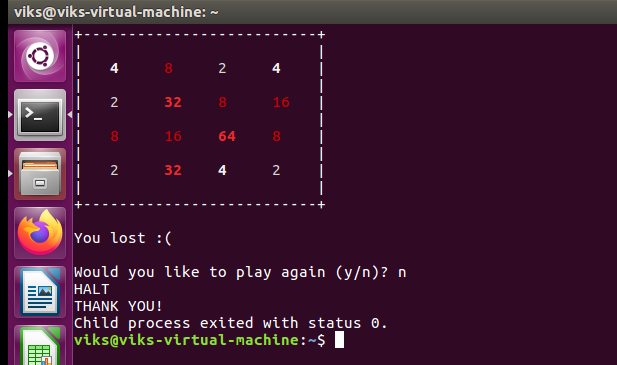 viks@viks-virtual-machine: ~
+--------------------------+
|                          |
|   4     8     2     4    |
|                          |
|   2     32    8     16   |
|                          |
|   8     16    64    8    |
|                          |
|   2     32    4     2    |
|                          |
+--------------------------+
You lost :(
Would you like to play again (y/n)? n
HALT
THANK YOU!
Child process exited with status 0.
viks@viks-virtual-machine:~$